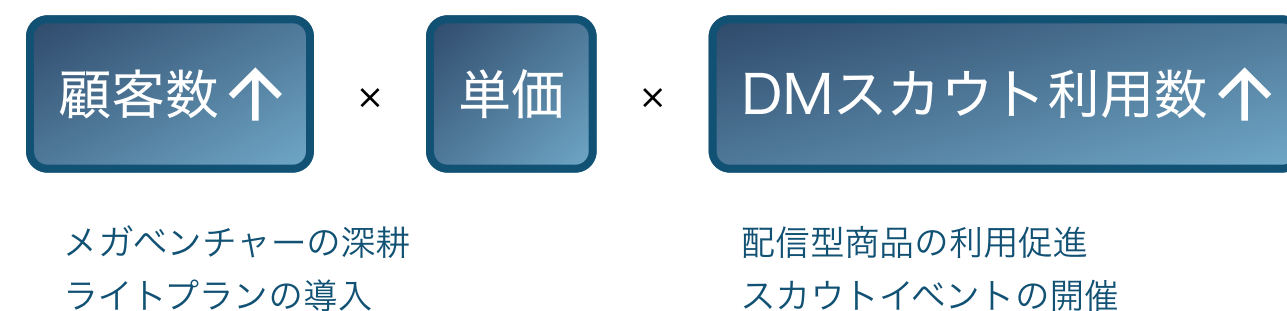 顧客数↑ × 単価 × DMスカウト利用数↑
メガベンチャーの深耕
ライトプランの導入
配信型商品の利用促進
スカウトイベントの開催